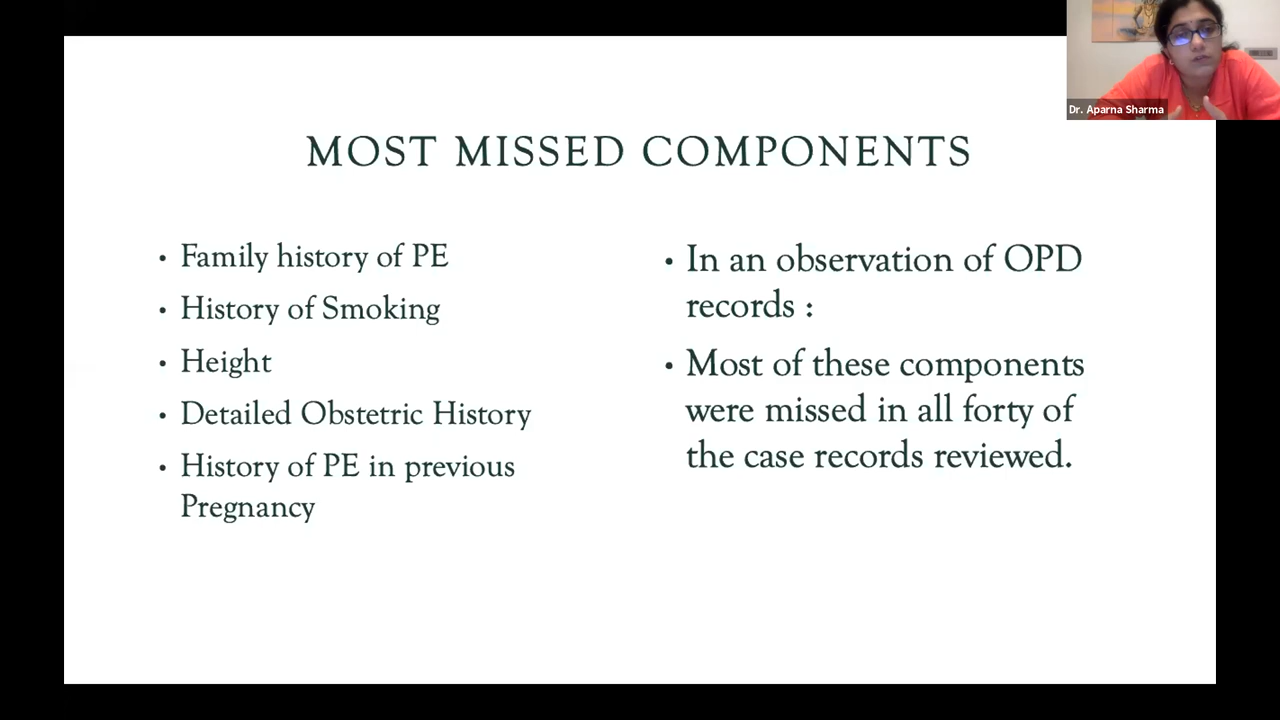 Dr. Aparna Sharma
MOST MISSED COMPONENTS
• Family history of PE
• History of Smoking
• Height
• Detailed Obstetric History
• History of PE in previous
Pregnancy
• In an observation of OPD
records :
• Most of these components
were missed in all forty of
the case records reviewed.